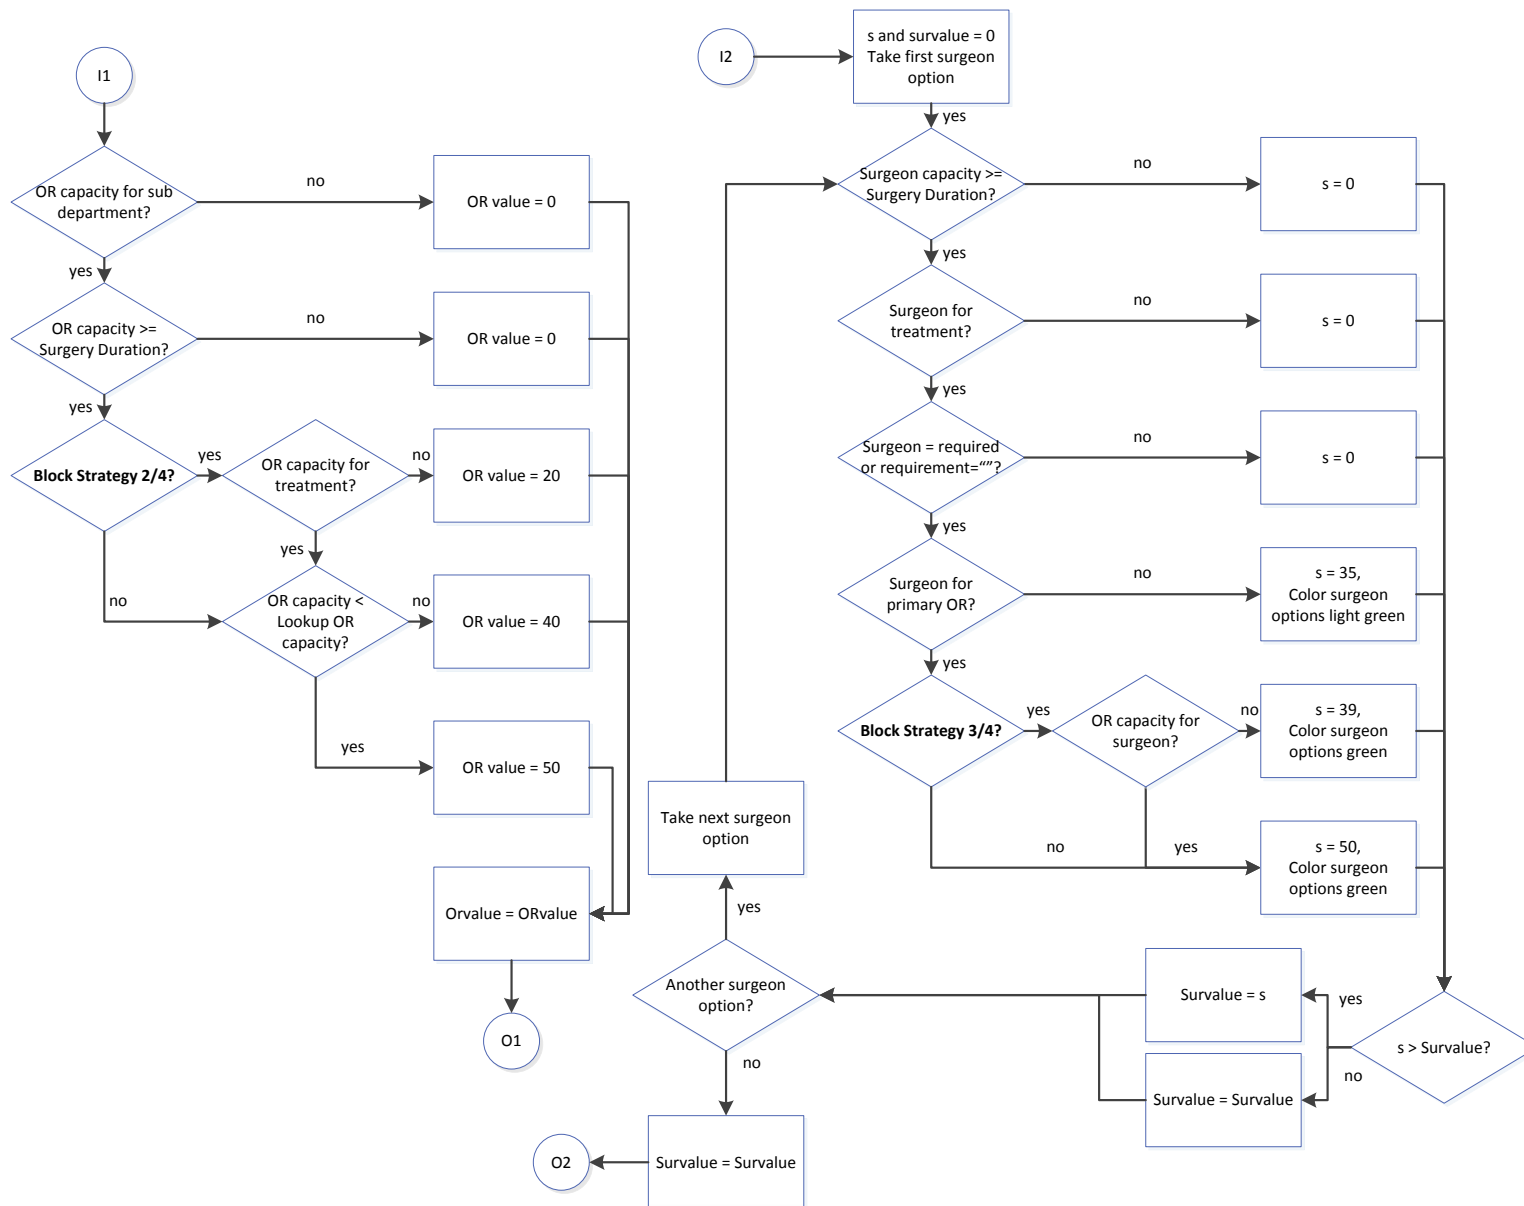 I1
OR capacity for sub
department?
no
OR value = 0
yes
OR capacity >=
Surgery Duration?
no
OR value = 0
yes
Block Strategy 2/4?
yes
OR capacity for
treatment?
no
OR value = 20
yes
no
OR capacity <
Lookup OR
capacity?
no
OR value = 40
yes
OR value = 50
Orvalue = ORvalue
O1
I2
s and survalue = 0
Take first surgeon
option
yes
Surgeon capacity >=
Surgery Duration?
no
s = 0
yes
Surgeon for
treatment?
no
s = 0
yes
Surgeon = required
or requirement=“”?
no
s = 0
yes
Surgeon for
primary OR?
no
s = 35,
Color surgeon
options light green
yes
Block Strategy 3/4?
yes
OR capacity for
surgeon?
no
s = 39,
Color surgeon
options green
no
yes
s = 50,
Color surgeon
options green
Take next surgeon
option
yes
Another surgeon
option?
no
Survalue = s
yes
s > Survalue?
no
Survalue = Survalue
Survalue = Survalue
O2